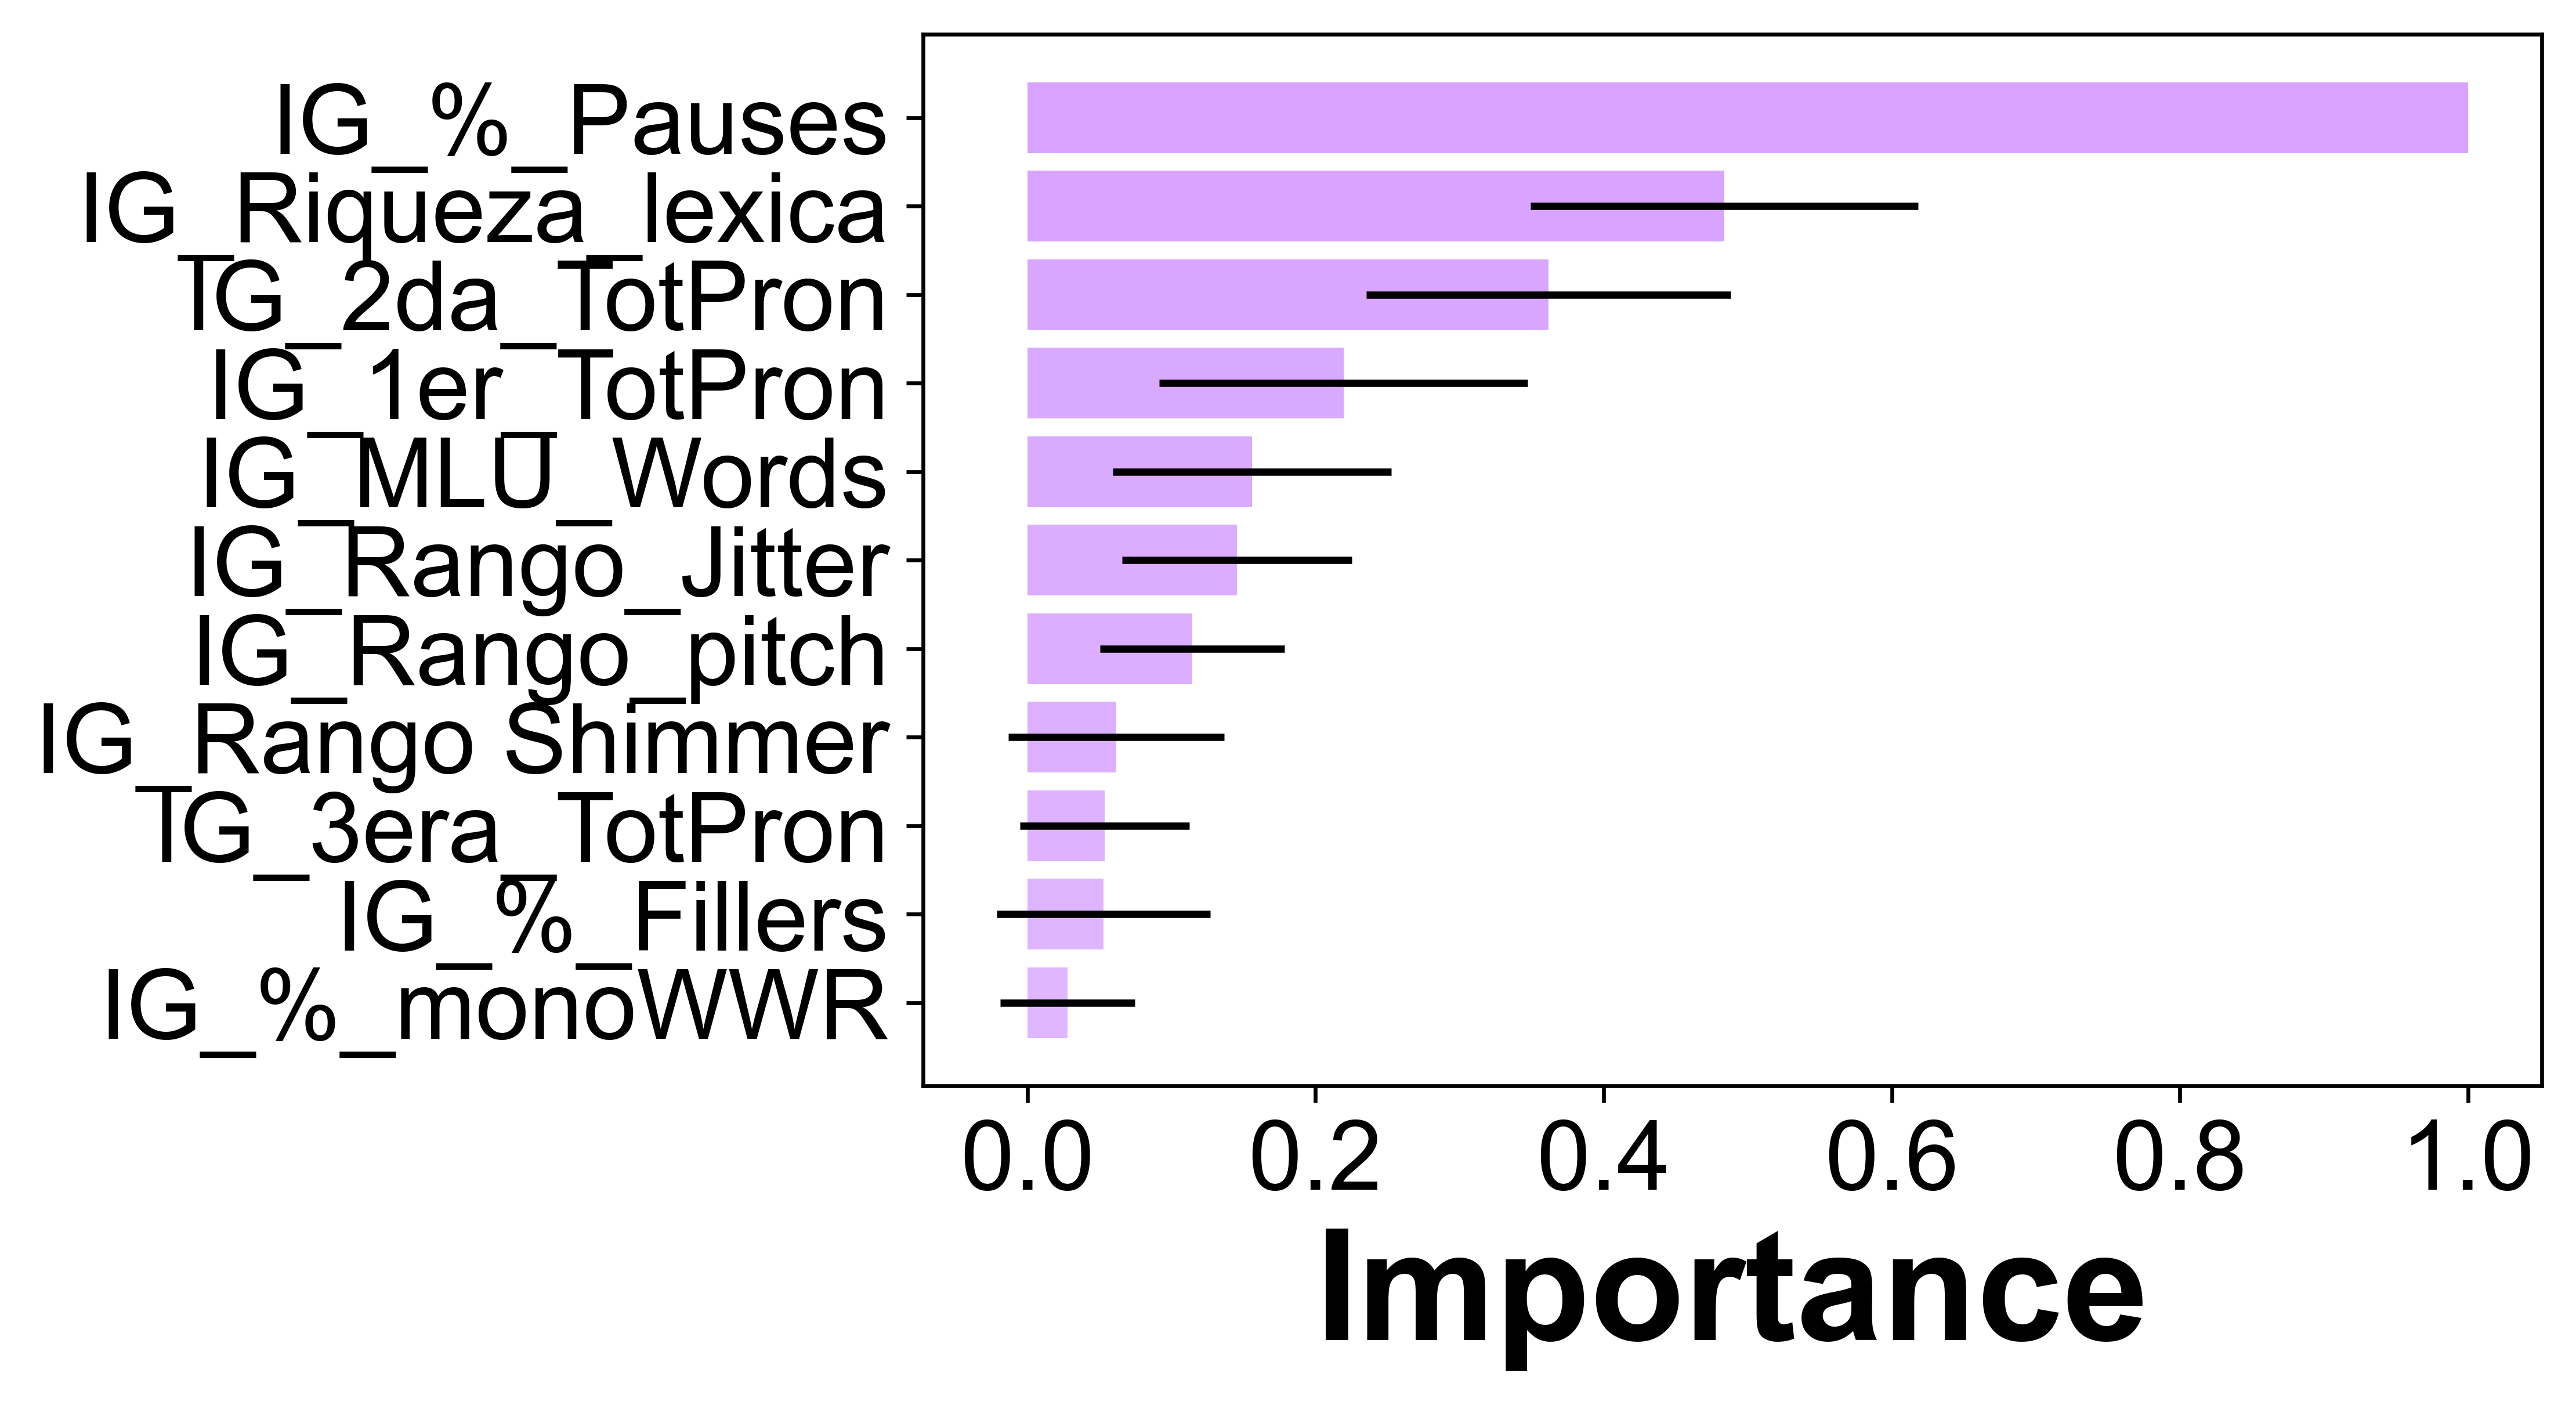 IG_%_Pauses
IG_Riqueza_lexica
IG_2da_TotPron
IG_1er_TotPron
IG_MLU_Words
IG_Rango_Jitter
IG_Rango_pitch
IG_Rango Shimmer
IG_3era_TotPron
IG_%_Fillers
IG_%_monoWWR
0.0 0.2 0.4 0.6 0.8 1.0
Importance